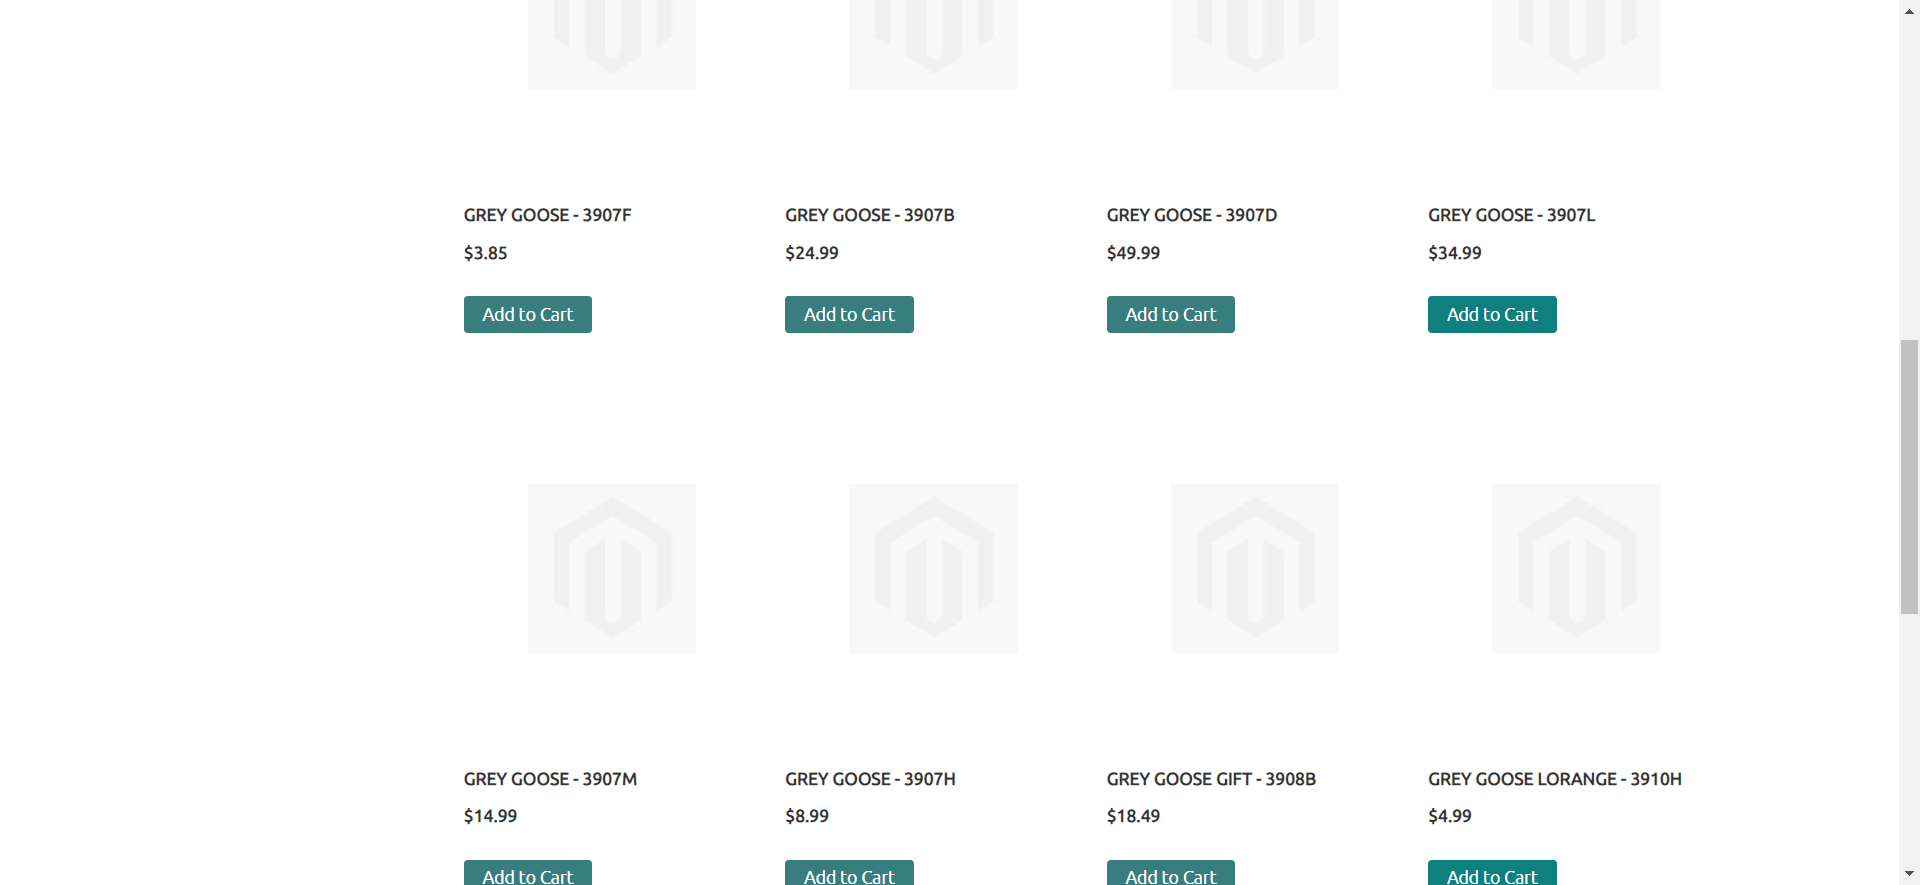 GREY GOOSE - 3907F
GREY GOOSE - 3907B
GREY GOOSE - 3907D
GREY GOOSE - 3907L
$3.85
$24.99
$49.99
$34.99
Add to Cart
Add to Cart
Add to Cart
Add to Cart
GREY GOOSE - 3907M
GREY GOOSE - 3907H
GREY GOOSE GIFT - 3908B
GREY GOOSE LORANGE - 3910H
$14.99
$8.99
$18.49
$4.99
Add to Cart
Add to Cart
Add to Cart
Add to Cart